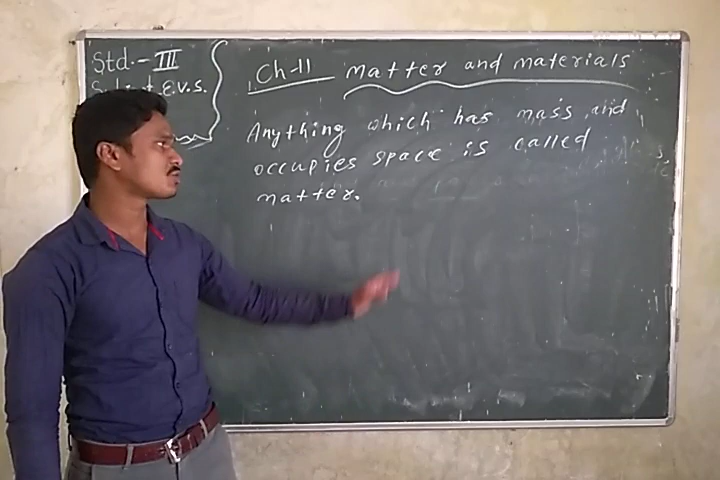 Std.- III
E.V.S.
Ch-11 Matter and materials
Anything which has mass and
occupies space is called
matter.